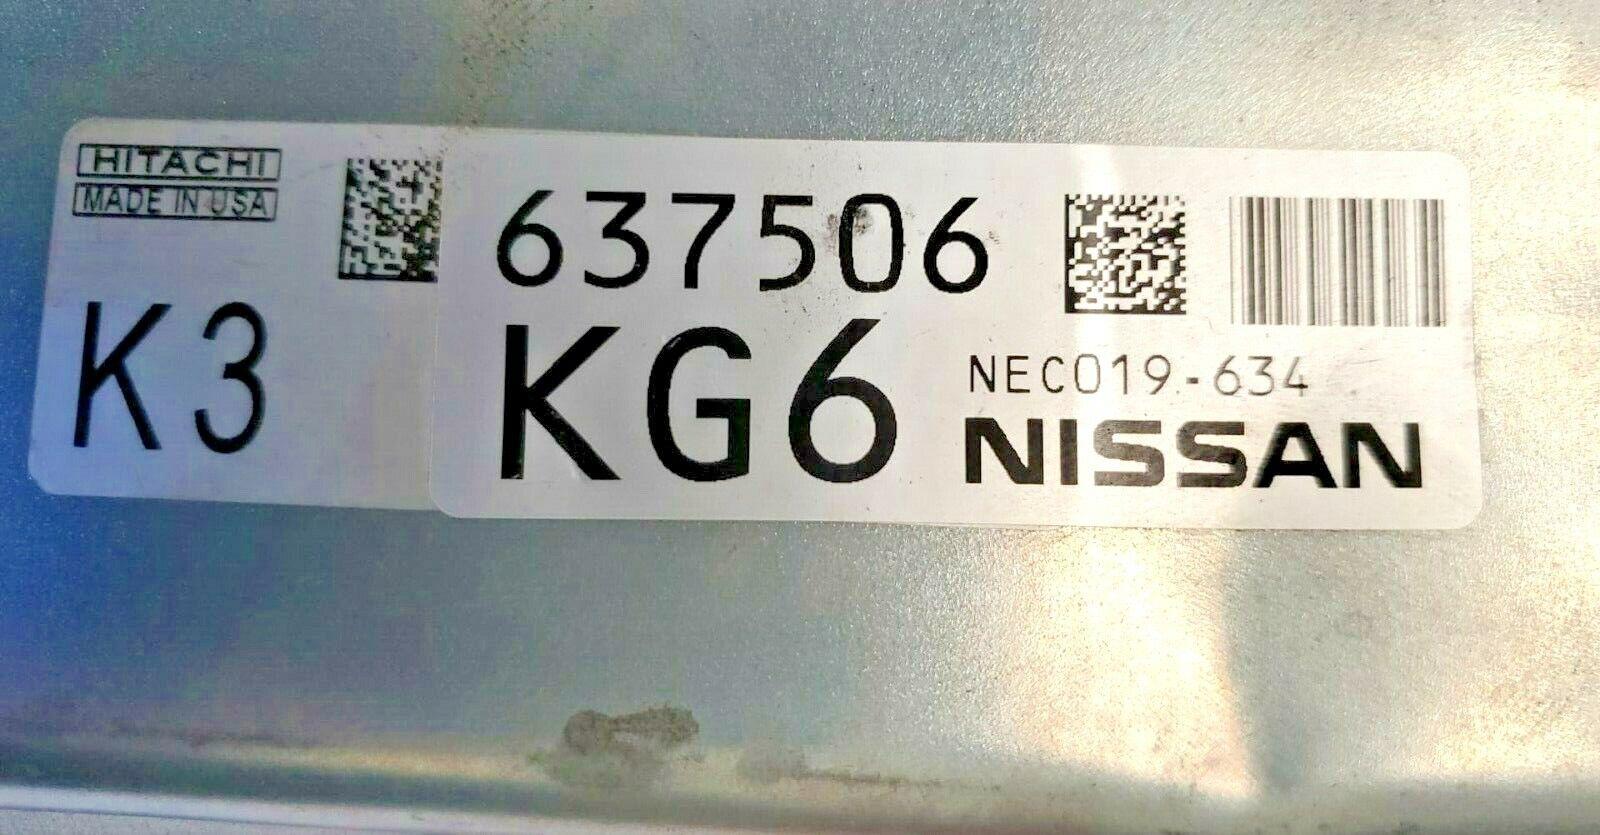 HITACHI
MADE IN USA
K3
637506
KG6
NEC019-634
NISSAN